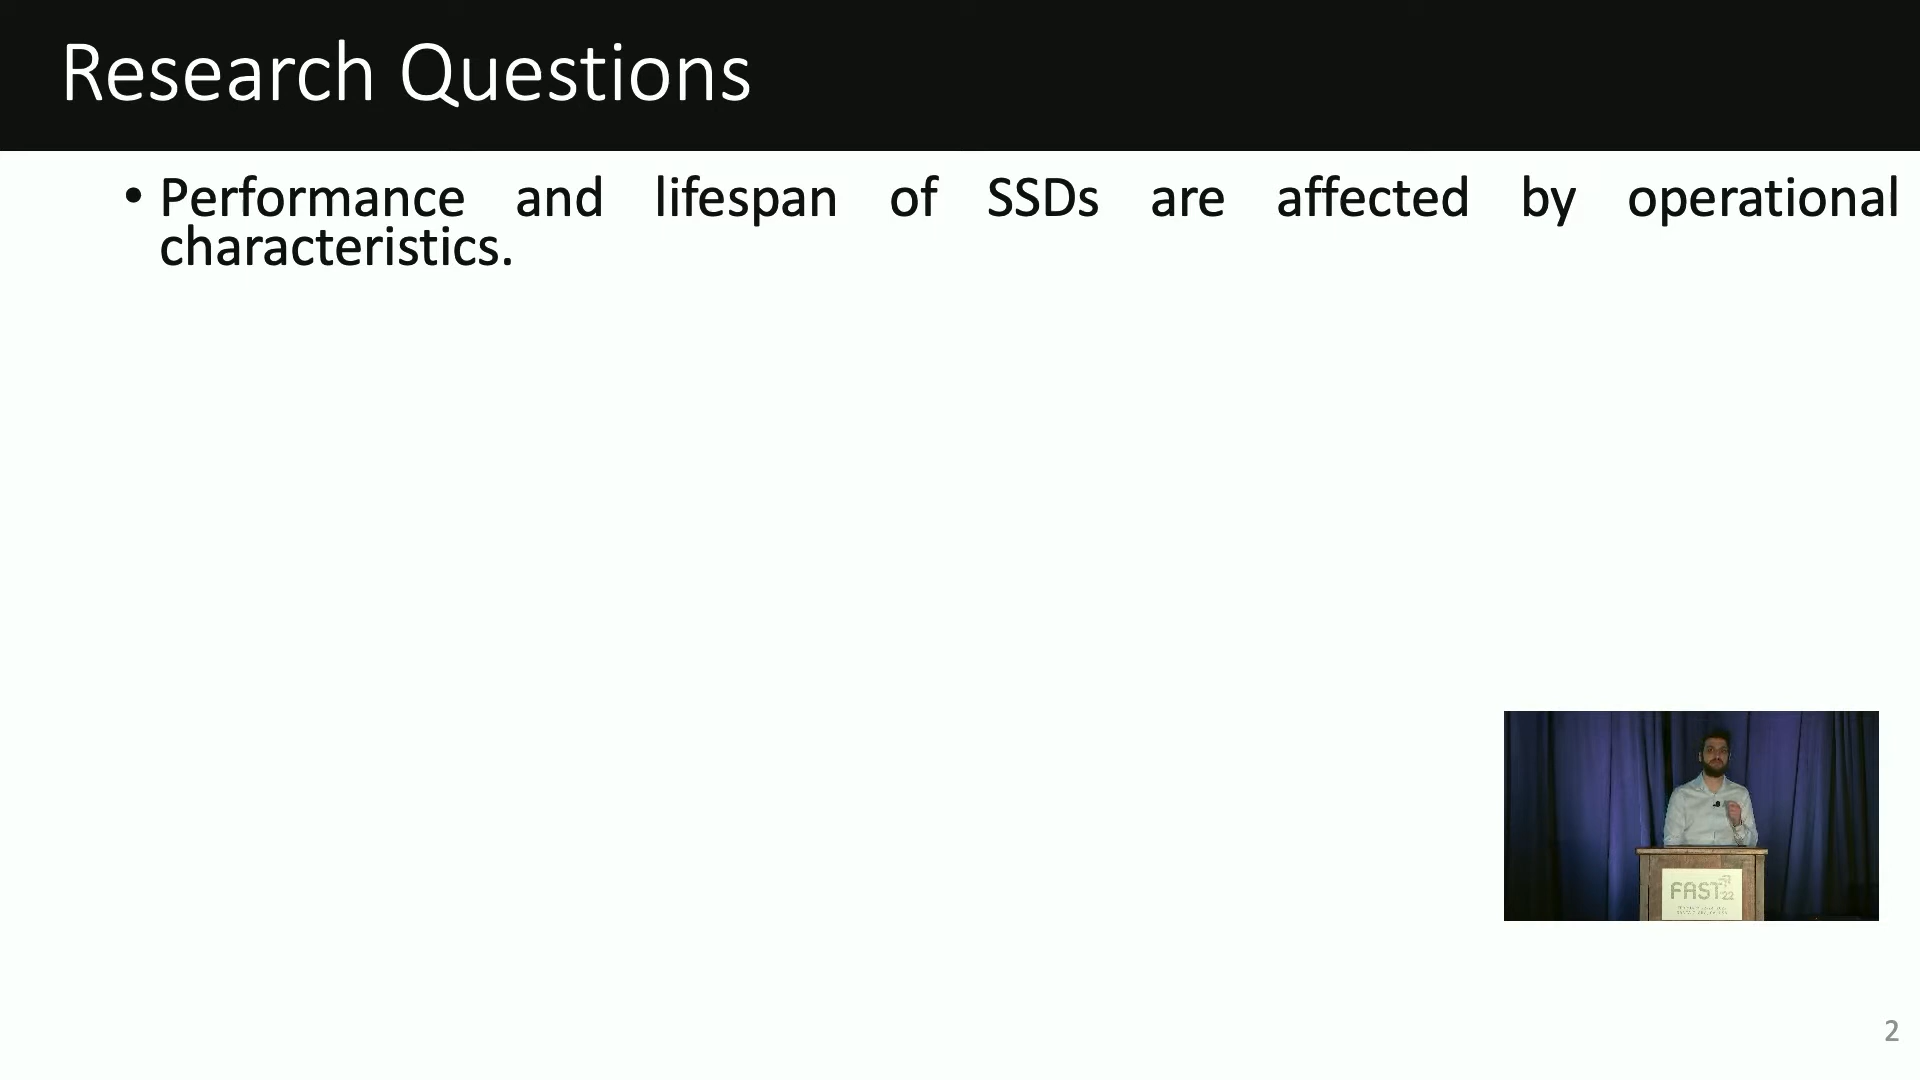 Research Questions
• Performance and lifespan of SSDs are affected by operational
characteristics.
FAST'22
2